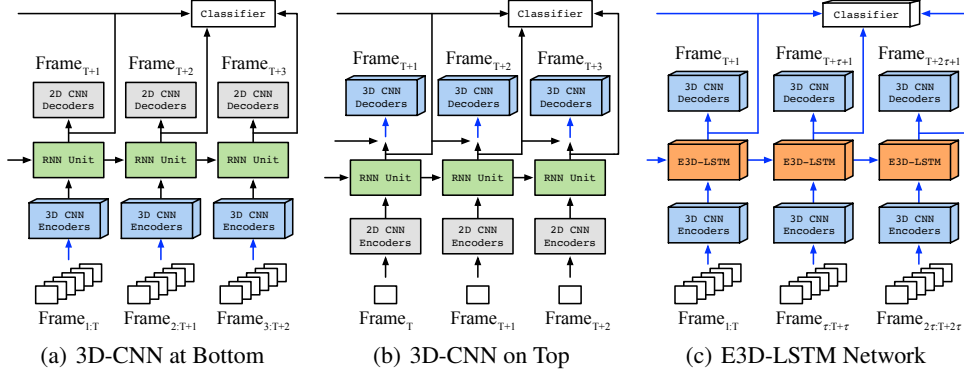 Classifier
Frame_{T+1} Frame_{T+2} Frame_{T+3}
2D CNN Decoders 2D CNN Decoders 2D CNN Decoders
RNN Unit RNN Unit RNN Unit
3D CNN Encoders 3D CNN Encoders 3D CNN Encoders
Frame_{1:T} Frame_{2:T+1} Frame_{3:T+2}
(a) 3D-CNN at Bottom
Classifier
Frame_{T+1} Frame_{T+2} Frame_{T+3}
3D CNN Decoders 3D CNN Decoders 3D CNN Decoders
RNN Unit RNN Unit RNN Unit
2D CNN Encoders 2D CNN Encoders 2D CNN Encoders
Frame_{T} Frame_{T+1} Frame_{T+2}
(b) 3D-CNN on Top
Classifier
Frame_{T+1} Frame_{T+τ+1} Frame_{T+2τ+1}
3D CNN Decoders 3D CNN Decoders 3D CNN Decoders
E3D-LSTM E3D-LSTM E3D-LSTM
3D CNN Encoders 3D CNN Encoders 3D CNN Encoders
Frame_{1:T} Frame_{τ:T+τ} Frame_{2τ:T+2τ}
(c) E3D-LSTM Network